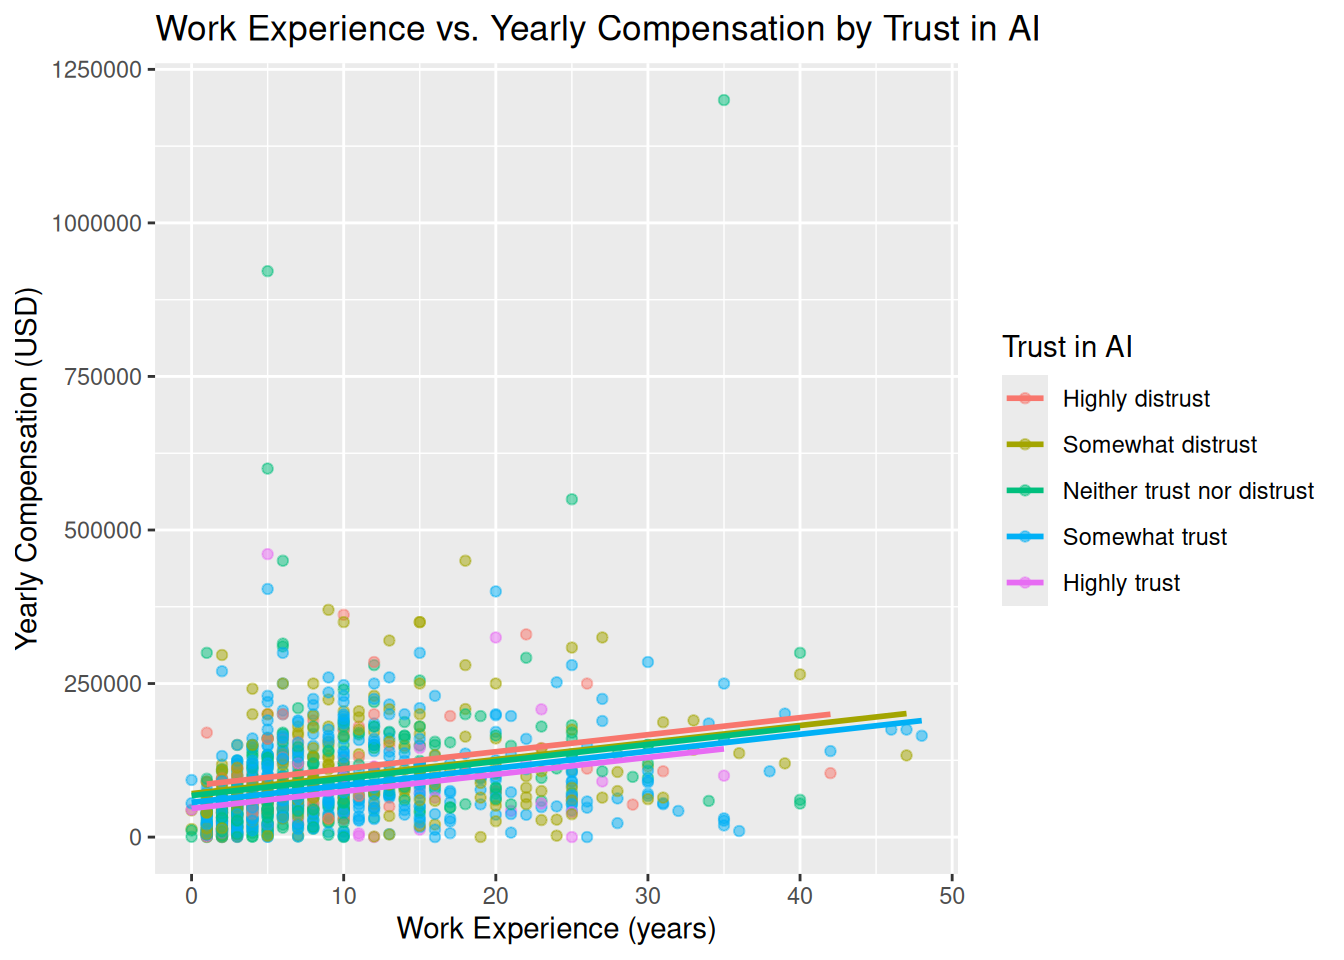 Work Experience vs. Yearly Compensation by Trust in AI
1250000
1000000
750000
500000
250000
0
Yearly Compensation (USD)
0 10 20 30 40 50
Work Experience (years)
Trust in AI
Highly distrust
Somewhat distrust
Neither trust nor distrust
Somewhat trust
Highly trust